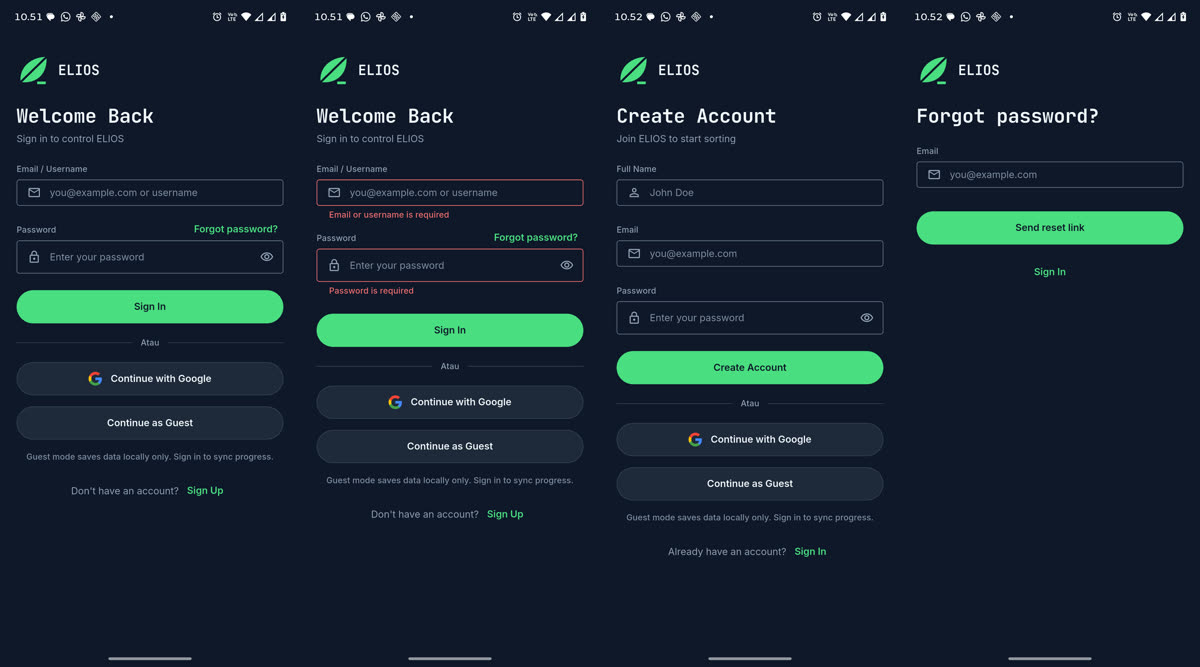 10.51
VoLTE
ELIOS
Welcome Back
Sign in to control ELIOS
Email / Username
you@example.com or username
Password Forgot password?
Enter your password
Sign In
Atau
Continue with Google
Continue as Guest
Guest mode saves data locally only. Sign in to sync progress.
Don't have an account? Sign Up
10.51
VoLTE
ELIOS
Welcome Back
Sign in to control ELIOS
Email / Username
you@example.com or username
Email or username is required
Password Forgot password?
Enter your password
Password is required
Sign In
Atau
Continue with Google
Continue as Guest
Guest mode saves data locally only. Sign in to sync progress.
Don't have an account? Sign Up
10.52
VoLTE
ELIOS
Create Account
Join ELIOS to start sorting
Full Name
John Doe
Email
you@example.com
Password
Enter your password
Create Account
Atau
Continue with Google
Continue as Guest
Guest mode saves data locally only. Sign in to sync progress.
Already have an account? Sign In
10.52
VoLTE
ELIOS
Forgot password?
Email
you@example.com
Send reset link
Sign In